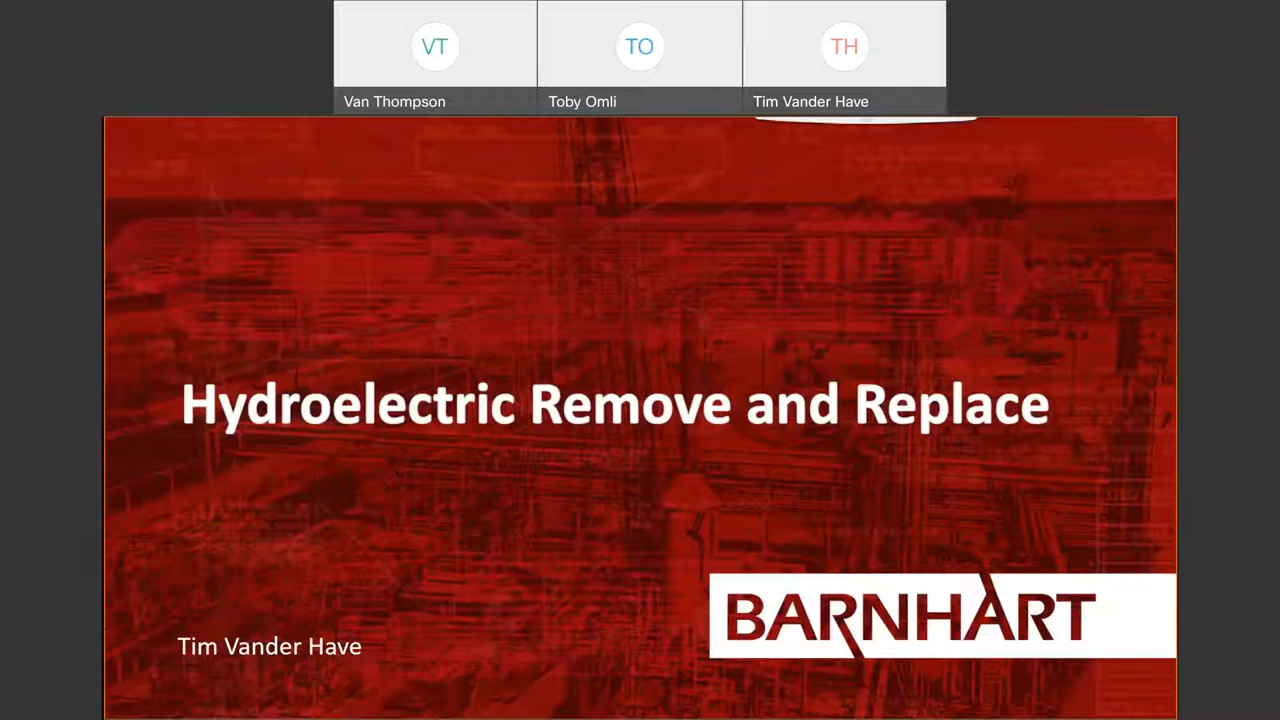 VT
TO
TH
Van Thompson
Toby Omli
Tim Vander Have
Hydroelectric Remove and Replace
BARNHART
Tim Vander Have